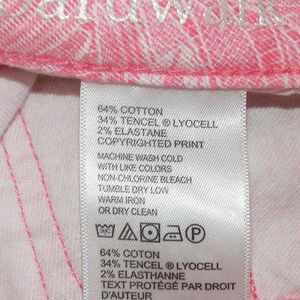 64% COTTON
34% TENCEL ® LYOCELL
2% ELASTANE
COPYRIGHTED PRINT
MACHINE WASH COLD
WITH LIKE COLORS
NON-CHLORINE BLEACH
TUMBLE DRY LOW
WARM IRON
OR DRY CLEAN
64% COTTON
34% TENCEL ® LYOCELL
2% ELASTHANNE
TEXT PROTÉGÉ PAR DROIT
D'AUTEUR